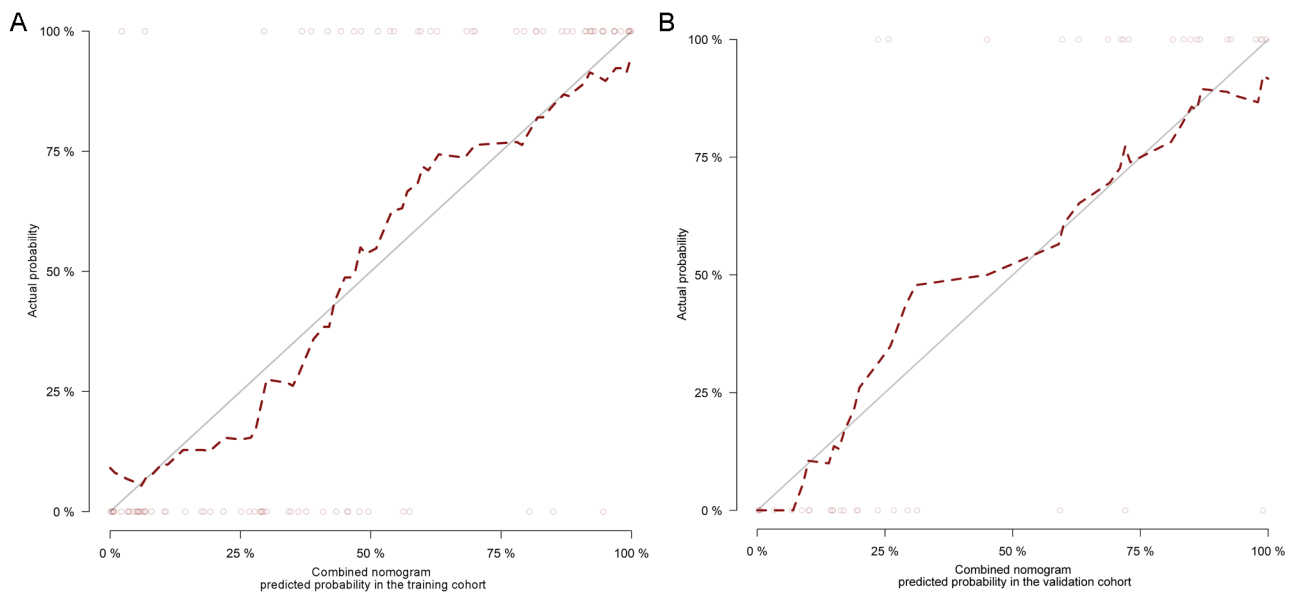 A
100 %
75 %
50 %
25 %
0 %
Actual probability
0 %
25 %
50 %
75 %
100 %
Combined nomogram
predicted probability in the training cohort
B
100 %
75 %
50 %
25 %
0 %
Actual probability
0 %
25 %
50 %
75 %
100 %
Combined nomogram
predicted probability in the validation cohort